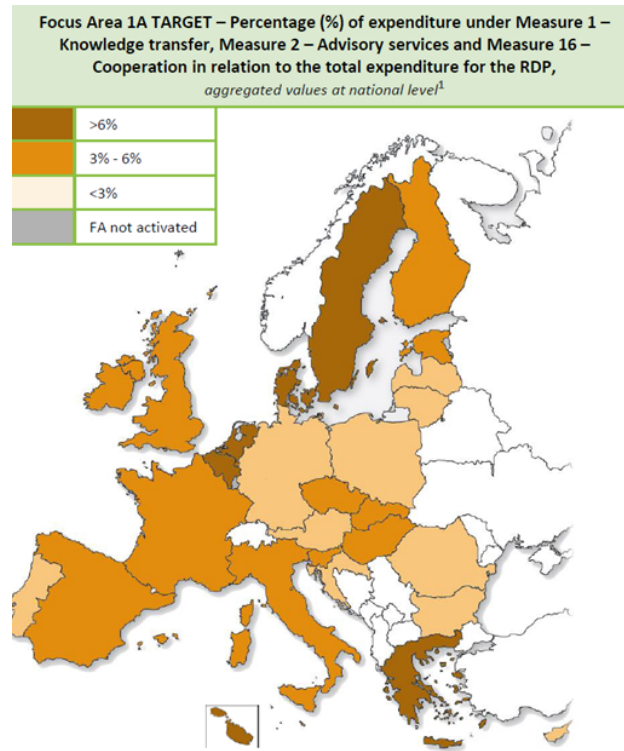 Focus Area 1A TARGET – Percentage (%) of expenditure under Measure 1 –
Knowledge transfer, Measure 2 – Advisory services and Measure 16 –
Cooperation in relation to the total expenditure for the RDP,
aggregated values at national level¹
>6%
3% - 6%
<3%
FA not activated